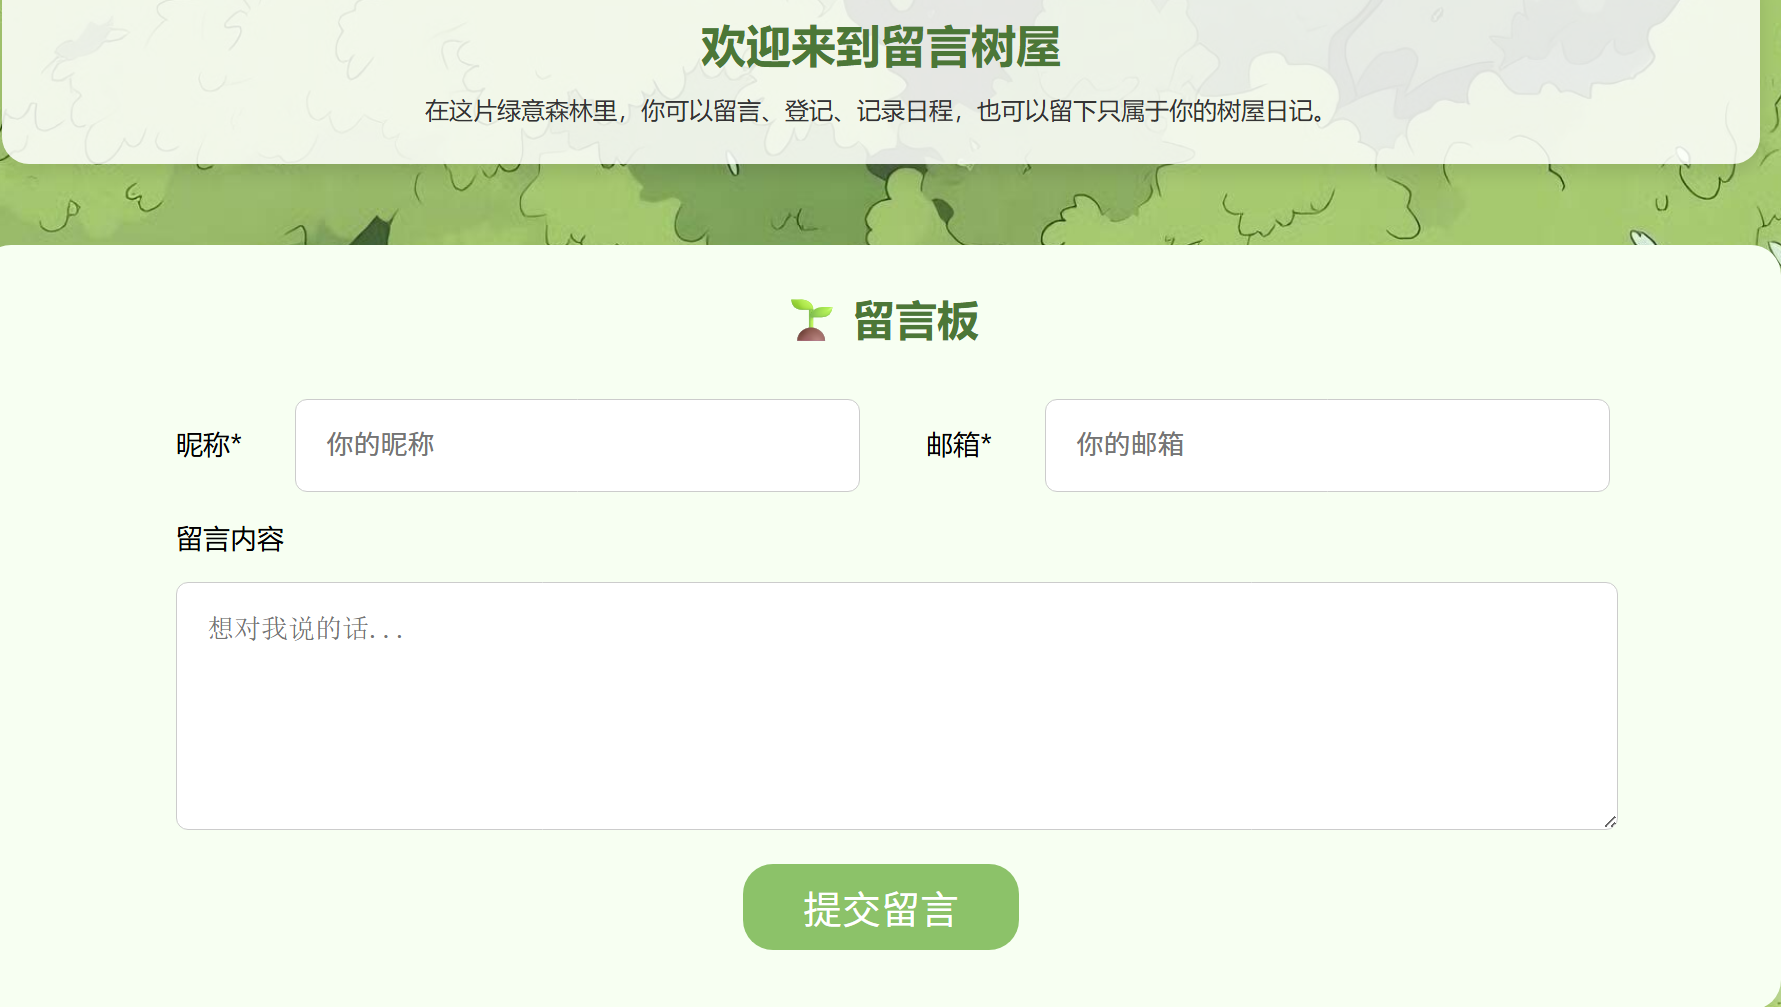 欢迎来到留言树屋
在这片绿意森林里，你可以留言、登记、记录日程，也可以留下只属于你的树屋日记。
🌱 留言板
昵称* 你的昵称 邮箱* 你的邮箱
留言内容
想对我说的话...
提交留言